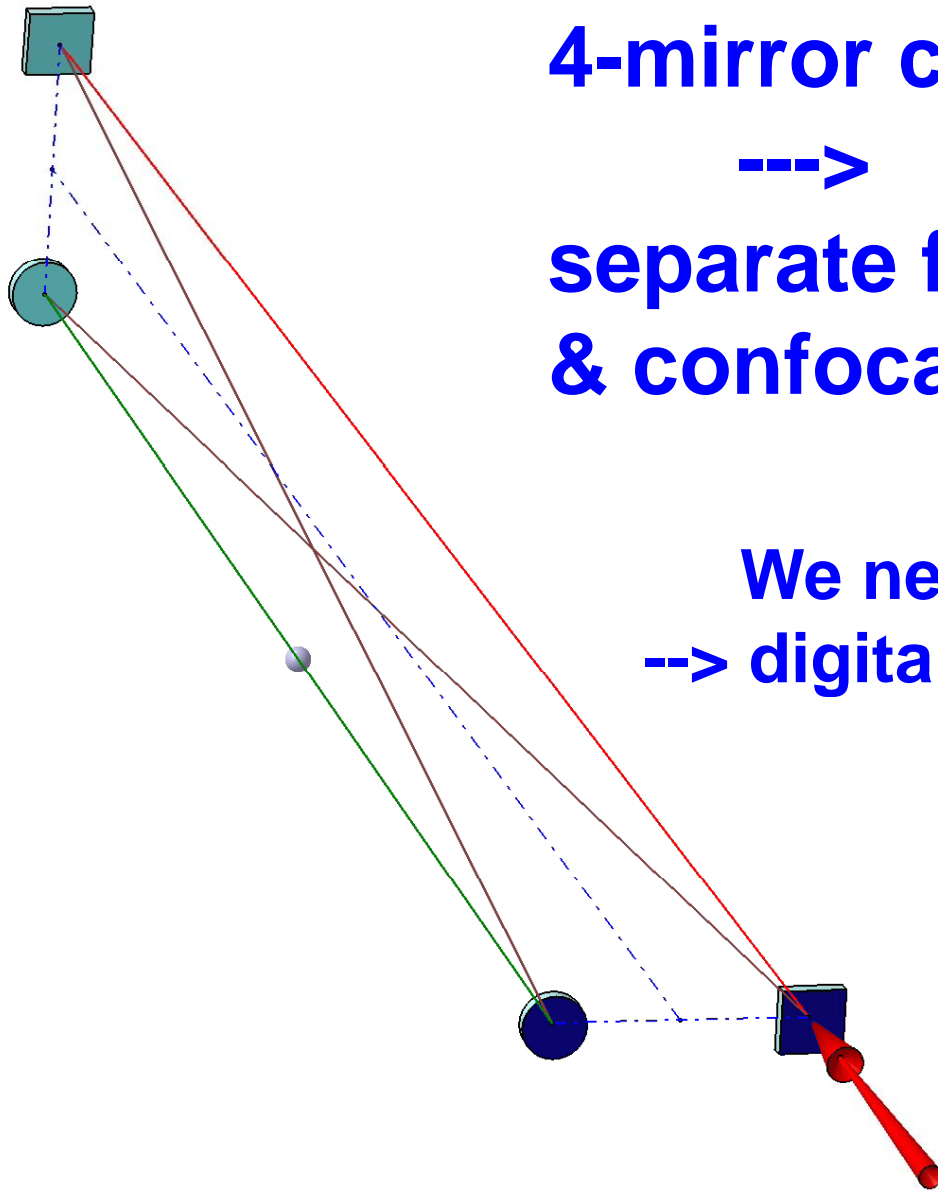 4-mirror c
--->
separate f
& confoca
We ne
--> digita